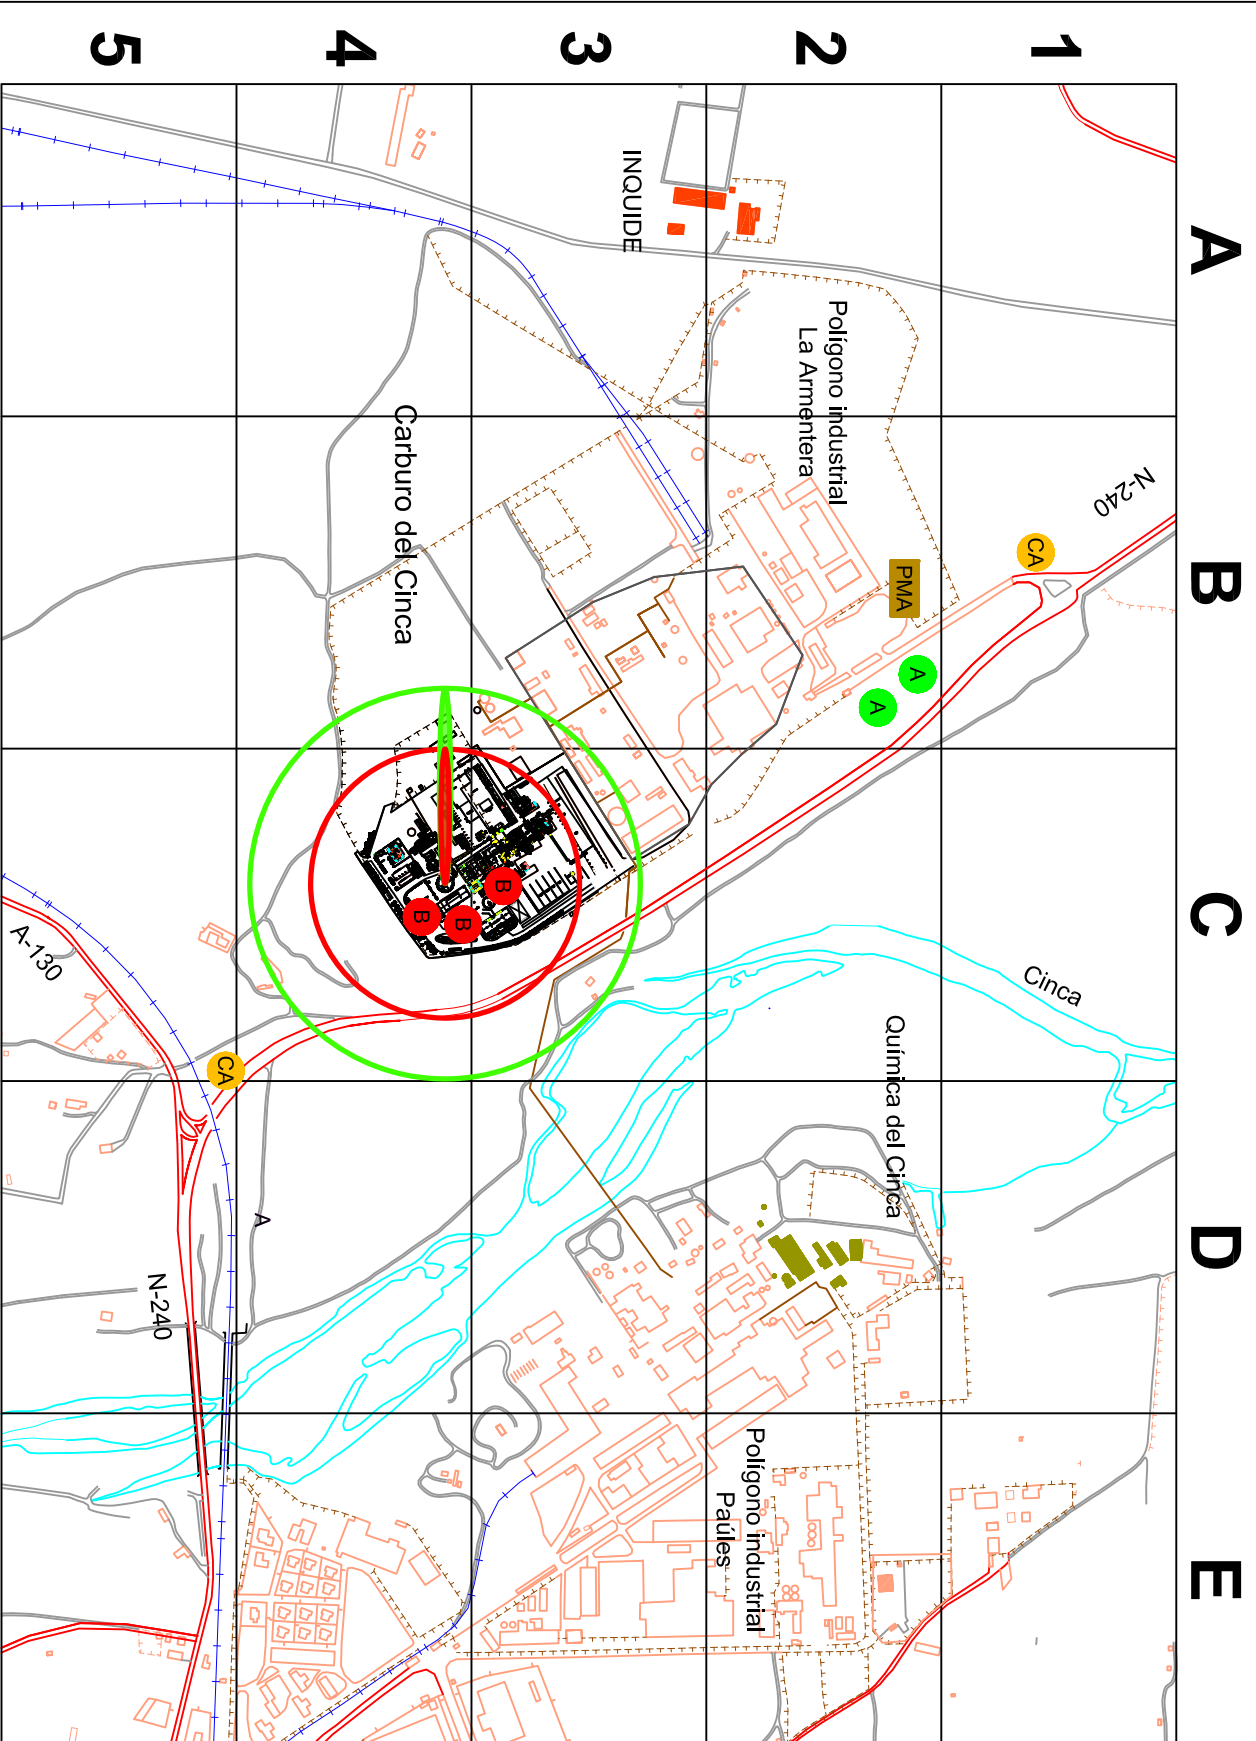 1
2
3
4
5
A
B
C
D
E
INQUIDE
Polígono industrial
La Armentera
Carburo del Cinca
N-240
CA
PMA
A
A
B
B
B
Cinca
A-130
CA
Química del Cinca
A
N-240
Polígono industrial
Paúles